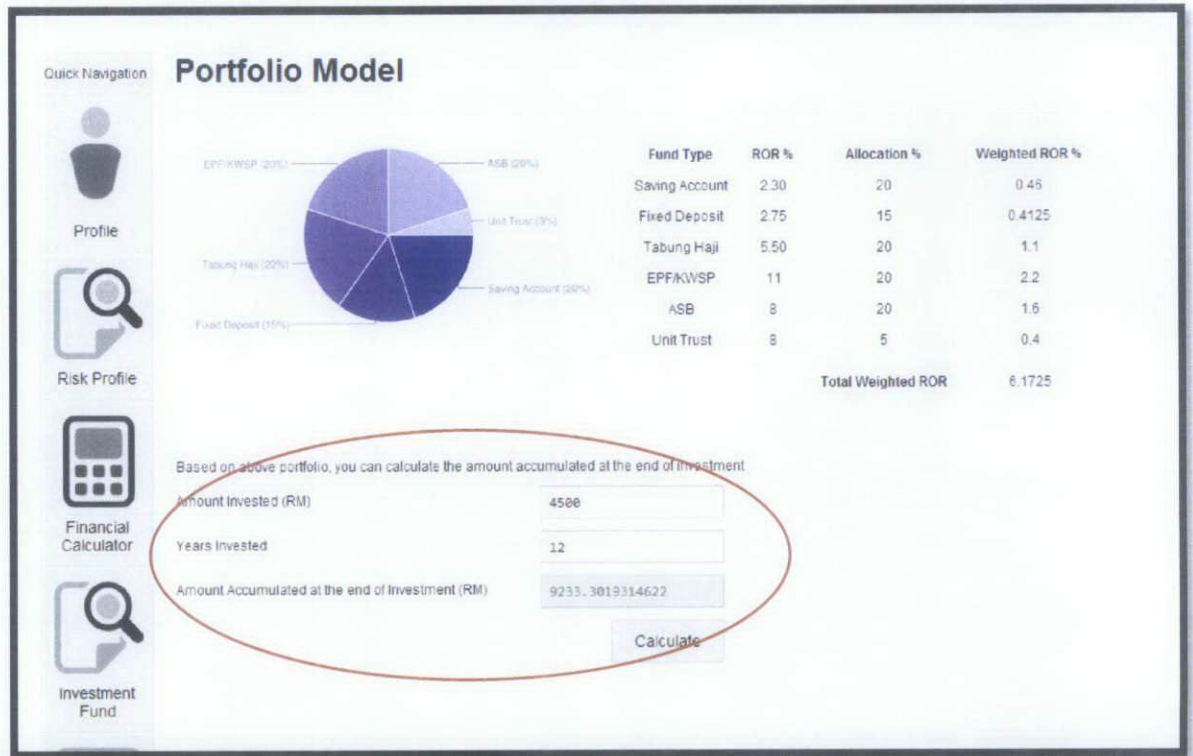 Quick Navigation
Portfolio Model
Profile
Risk Profile
Financial
Calculator
Investment
Fund
EPF/KWSP (20%)
ASB (20%)
Unit Trust (5%)
Tabung Haji (20%)
Saving Account (20%)
Fixed Deposit (15%)
Fund Type ROR % Allocation % Weighted ROR %
Saving Account 2.30 20 0.46
Fixed Deposit 2.75 15 0.4125
Tabung Haji 5.50 20 1.1
EPF/KWSP 11 20 2.2
ASB 8 20 1.6
Unit Trust 8 5 0.4
Total Weighted ROR 6.1725
Based on above portfolio, you can calculate the amount accumulated at the end of investment
Amount Invested (RM) 4500
Years Invested 12
Amount Accumulated at the end of Investment (RM) 9233.3019314622
Calculate